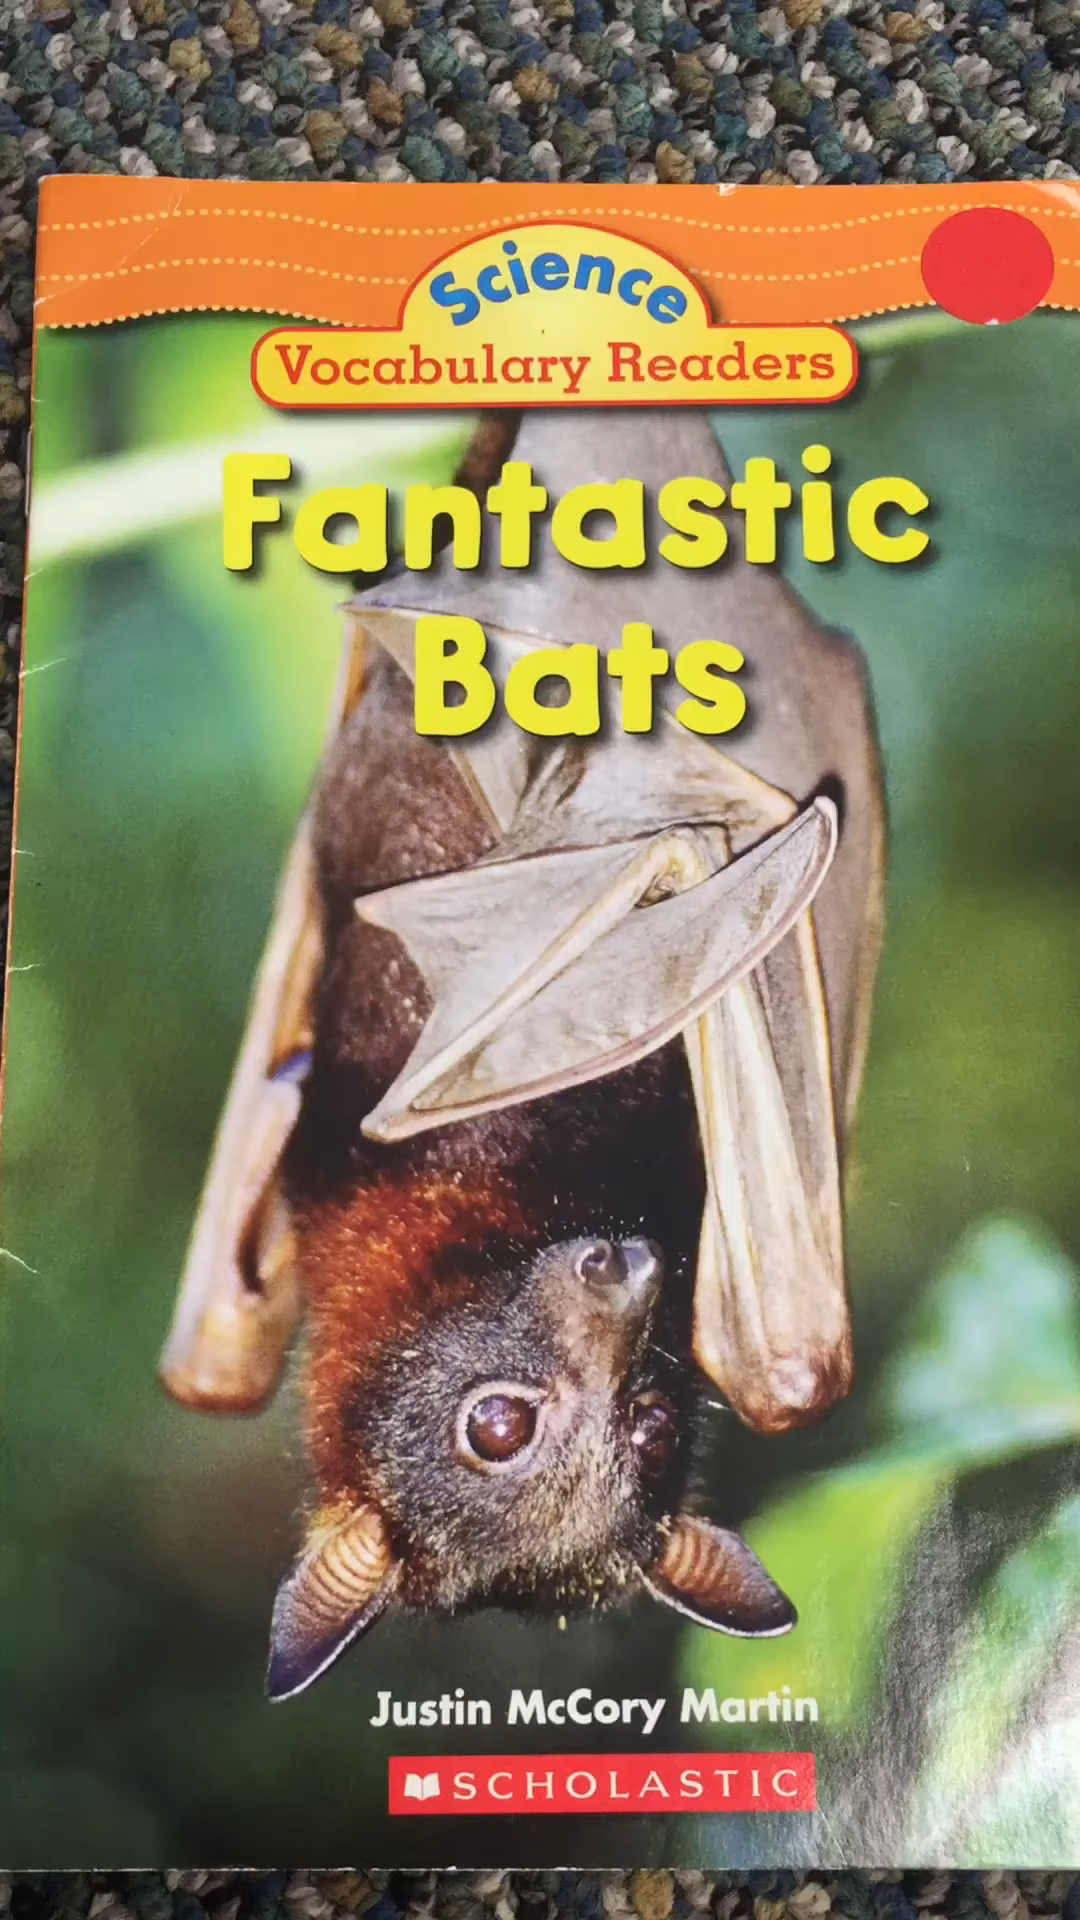 Science
Vocabulary Readers
Fantastic
Bats
Justin McCory Martin
SCHOLASTIC